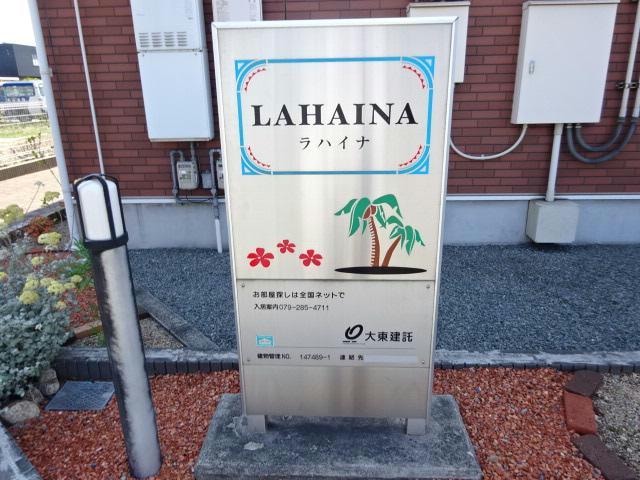 LAHAINA
ラハイナ
お部屋探しは全国ネットで
入居案内 079-285-4711
大東建託
建物管理NO. 147489-1 連絡先